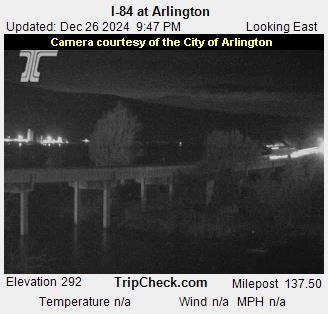 I-84 at Arlington
Updated: Dec 26 2024 9:47 PM Looking East
Camera courtesy of the City of Arlington
Elevation 292 TripCheck.com Milepost 137.50
Temperature n/a Wind n/a MPH n/a